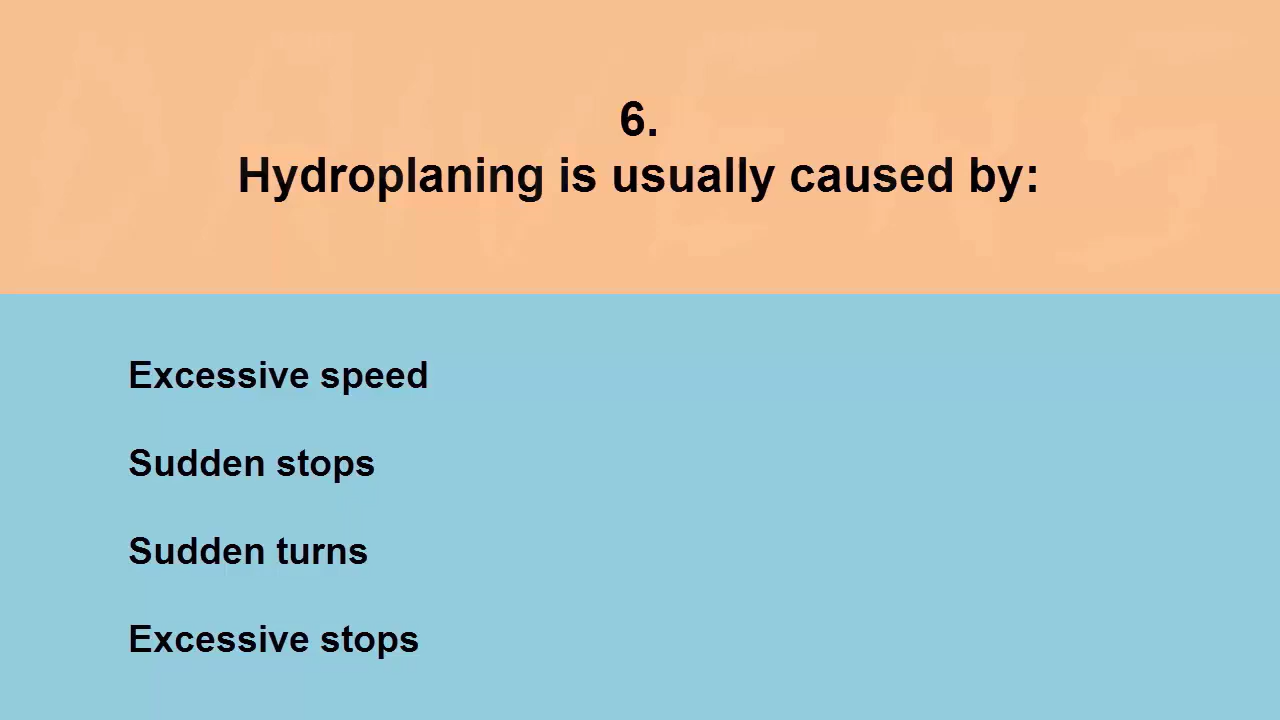 6.
Hydroplaning is usually caused by:
Excessive speed
Sudden stops
Sudden turns
Excessive stops